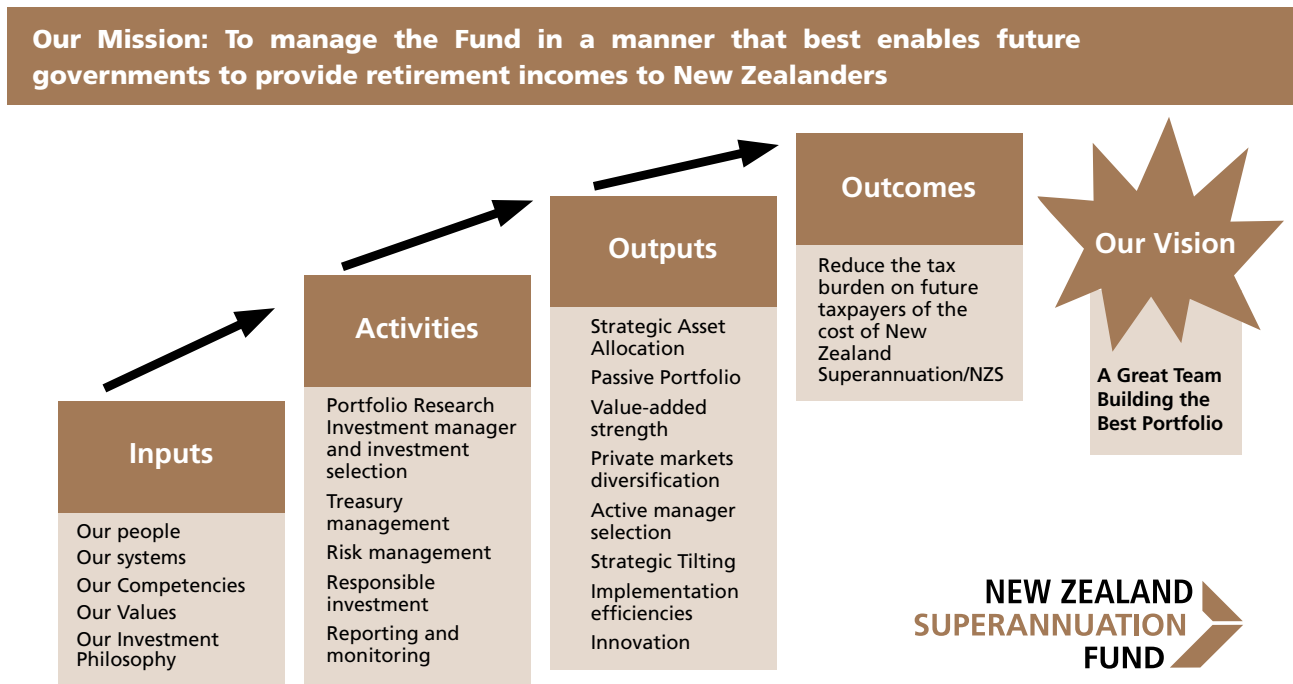 Our Mission: To manage the Fund in a manner that best enables future
governments to provide retirement incomes to New Zealanders
Inputs
Our people
Our systems
Our Competencies
Our Values
Our Investment
Philosophy
Activities
Portfolio Research
Investment manager
and investment
selection
Treasury
management
Risk management
Responsible
investment
Reporting and
monitoring
Outputs
Strategic Asset
Allocation
Passive Portfolio
Value-added
strength
Private markets
diversification
Active manager
selection
Strategic Tilting
Implementation
efficiencies
Innovation
Outcomes
Reduce the tax
burden on future
taxpayers of the
cost of New
Zealand
Superannuation/NZS
Our Vision
A Great Team
Building the
Best Portfolio
NEW ZEALAND
SUPERANNUATION
FUND